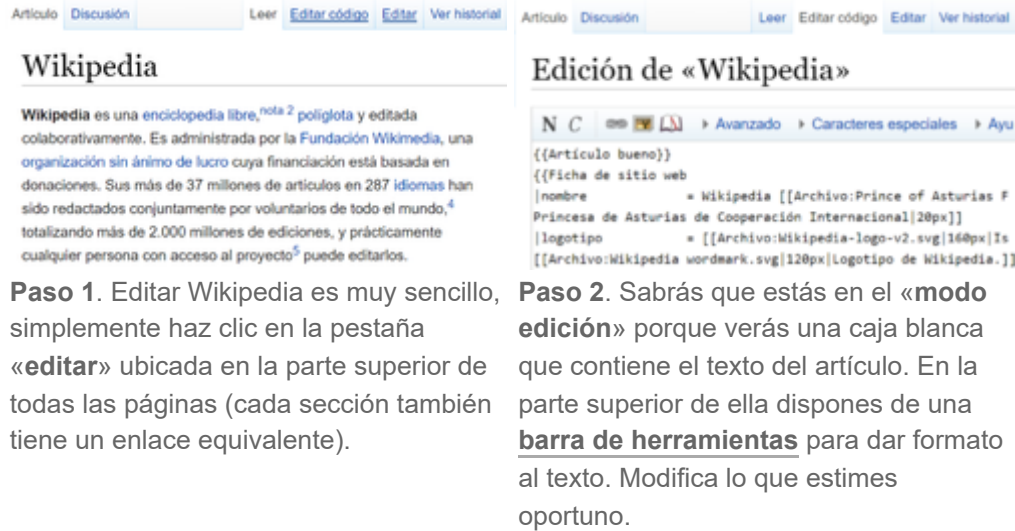 Artículo Discusión Leer Editar código Editar Ver historial
Wikipedia
Wikipedia es una enciclopedia libre,nota 2 políglota y editada
colaborativamente. Es administrada por la Fundación Wikimedia, una
organización sin ánimo de lucro cuya financiación está basada en
donaciones. Sus más de 37 millones de artículos en 287 idiomas han
sido redactados conjuntamente por voluntarios de todo el mundo,4
totalizando más de 2.000 millones de ediciones, y prácticamente
cualquier persona con acceso al proyecto5 puede editarlos.
Paso 1. Editar Wikipedia es muy sencillo,
simplemente haz clic en la pestaña
«editar» ubicada en la parte superior de
todas las páginas (cada sección también
tiene un enlace equivalente).
Artículo Discusión Leer Editar código Editar Ver historial
Edición de «Wikipedia»
N C Avanzado Caracteres especiales Ayu
{{Artículo bueno}}
{{Ficha de sitio web
|nombre = Wikipedia [[Archivo:Prince of Asturias F
Princesa de Asturias de Cooperación Internacional|20px]]
|logotipo = [[Archivo:Wikipedia-logo-v2.svg|160px|Is
[[Archivo:Wikipedia wordmark.svg|120px|Logotipo de Wikipedia.]]
Paso 2. Sabrás que estás en el «modo
edición» porque verás una caja blanca
que contiene el texto del artículo. En la
parte superior de ella dispones de una
barra de herramientas para dar formato
al texto. Modifica lo que estimes
oportuno.